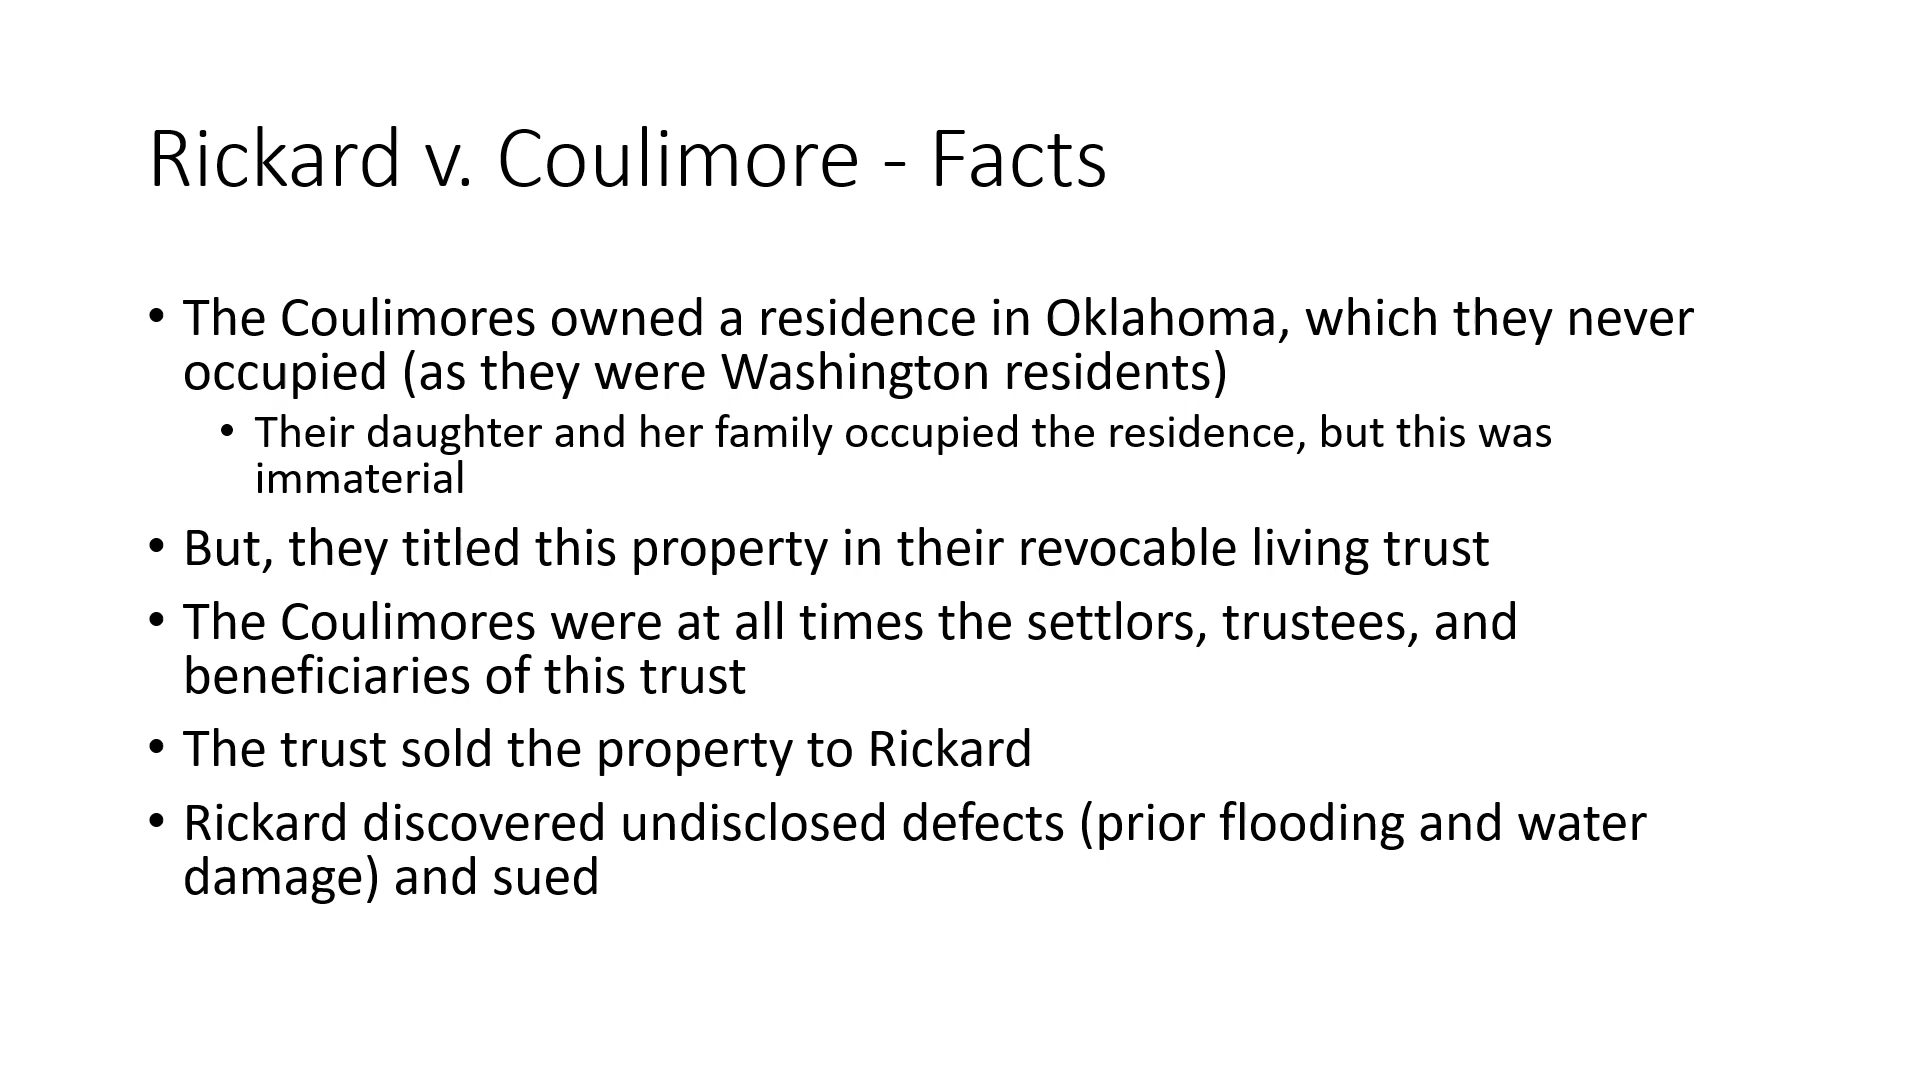 Rickard v. Coulimore - Facts
• The Coulimores owned a residence in Oklahoma, which they never
occupied (as they were Washington residents)
• Their daughter and her family occupied the residence, but this was
immaterial
• But, they titled this property in their revocable living trust
• The Coulimores were at all times the settlors, trustees, and
beneficiaries of this trust
• The trust sold the property to Rickard
• Rickard discovered undisclosed defects (prior flooding and water
damage) and sued